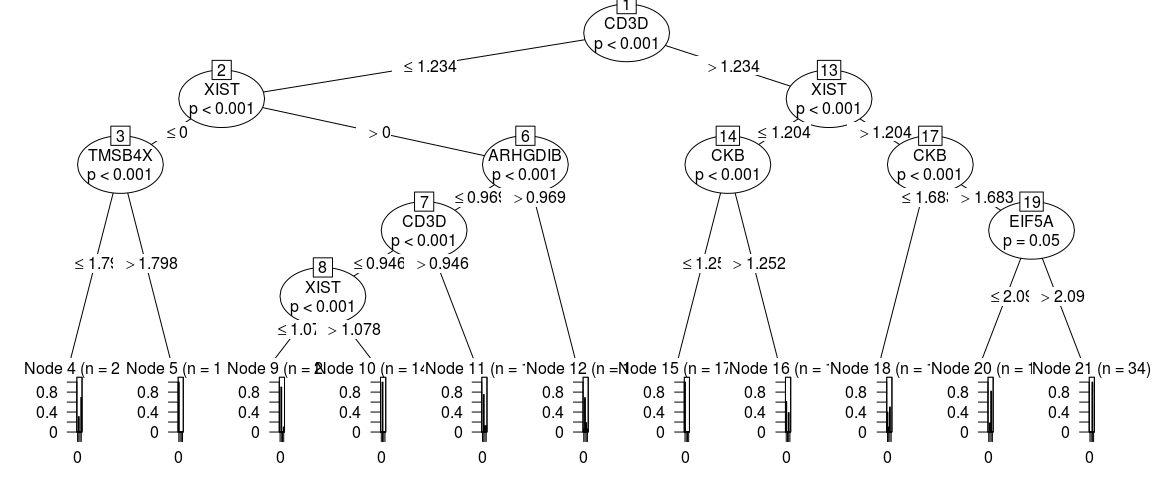 1
CD3D
p < 0.001
≤ 1.234
> 1.234
2
XIST
p < 0.001
13
XIST
p < 0.001
≤ 0
> 0
≤ 1.204
> 1.204
3
TMSB4X
p < 0.001
6
ARHGDIB
p < 0.001
14
CKB
p < 0.001
17
CKB
p < 0.001
≤ 0.969
> 0.969
≤ 1.68
> 1.683
7
CD3D
p < 0.001
19
EIF5A
p = 0.05
≤ 1.79
> 1.798
≤ 0.946
> 0.946
≤ 1.25
> 1.252
8
XIST
p < 0.001
≤ 2.09
> 2.09
≤ 1.07
> 1.078
Node 4 (n = 2
Node 5 (n = 1
Node 9 (n = 2
Node 10 (n = 14
Node 11 (n =
Node 12 (n =
Node 15 (n = 17
Node 16 (n =
Node 18 (n =
Node 20 (n = 1
Node 21 (n = 34)
0.8 0.8 0.8 0.8 0.8 0.8 0.8 0.8 0.8 0.8 0.8
0.4 0.4 0.4 0.4 0.4 0.4 0.4 0.4 0.4 0.4 0.4
0 0 0 0 0 0 0 0 0 0 0
0 0 0 0 0 0 0 0 0 0 0